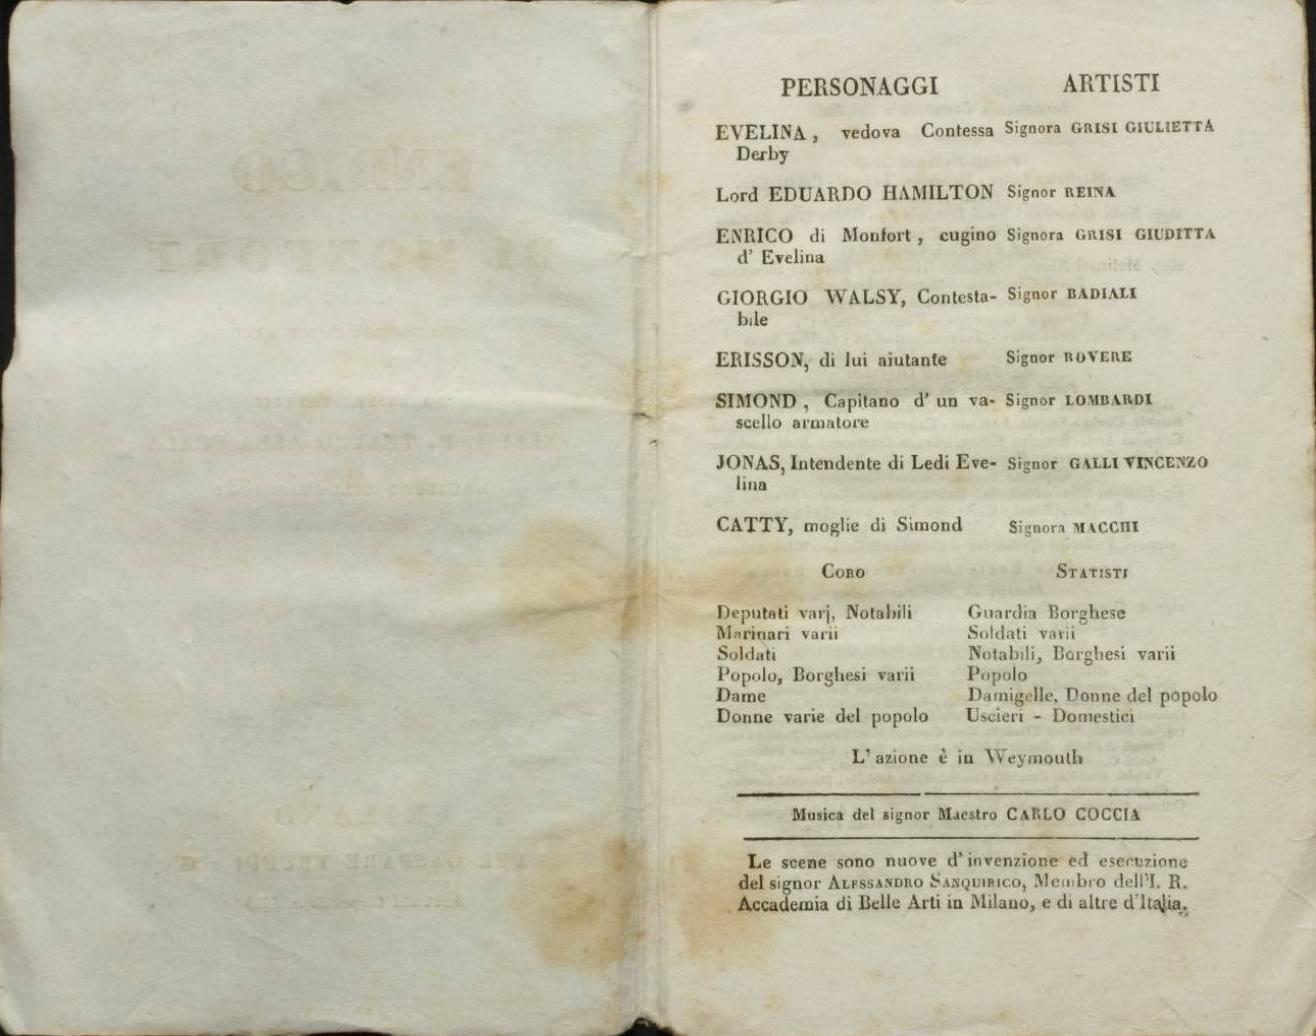 PERSONAGGI ARTISTI
EVELINA, vedova Contessa Signora GRISI GIULIETTA
Derby
Lord EDUARDO HAMILTON Signor REINA
ENRICO di Monfort, cugino Signora GRISI GIUDITTA
d' Evelina
GIORGIO WALSY, Contesta- Signor BADIALI
bile
ERISSON, di lui aiutante Signor ROVERE
SIMOND, Capitano d' un va- Signor LOMBARDI
scello armatore
JONAS, Intendente di Ledi Eve- Signor GALLI VINCENZO
lina
CATTY, moglie di Simond Signora MACCHI
CORO STATISTI
Deputati varj, Notabili Guardia Borghese
Marinari varii Soldati varii
Soldati Notabili, Borghesi varii
Popolo, Borghesi varii Popolo
Dame Damigelle, Donne del popolo
Donne varie del popolo Uscieri - Domestici
L' azione è in Weymouth
Musica del signor Maestro CARLO COCCIA
Le scene sono nuove d' invenzione ed esecuzione
del signor ALESSANDRO SANQUIRICO, Membro dell'I. R.
Accademia di Belle Arti in Milano, e di altre d'Italia.